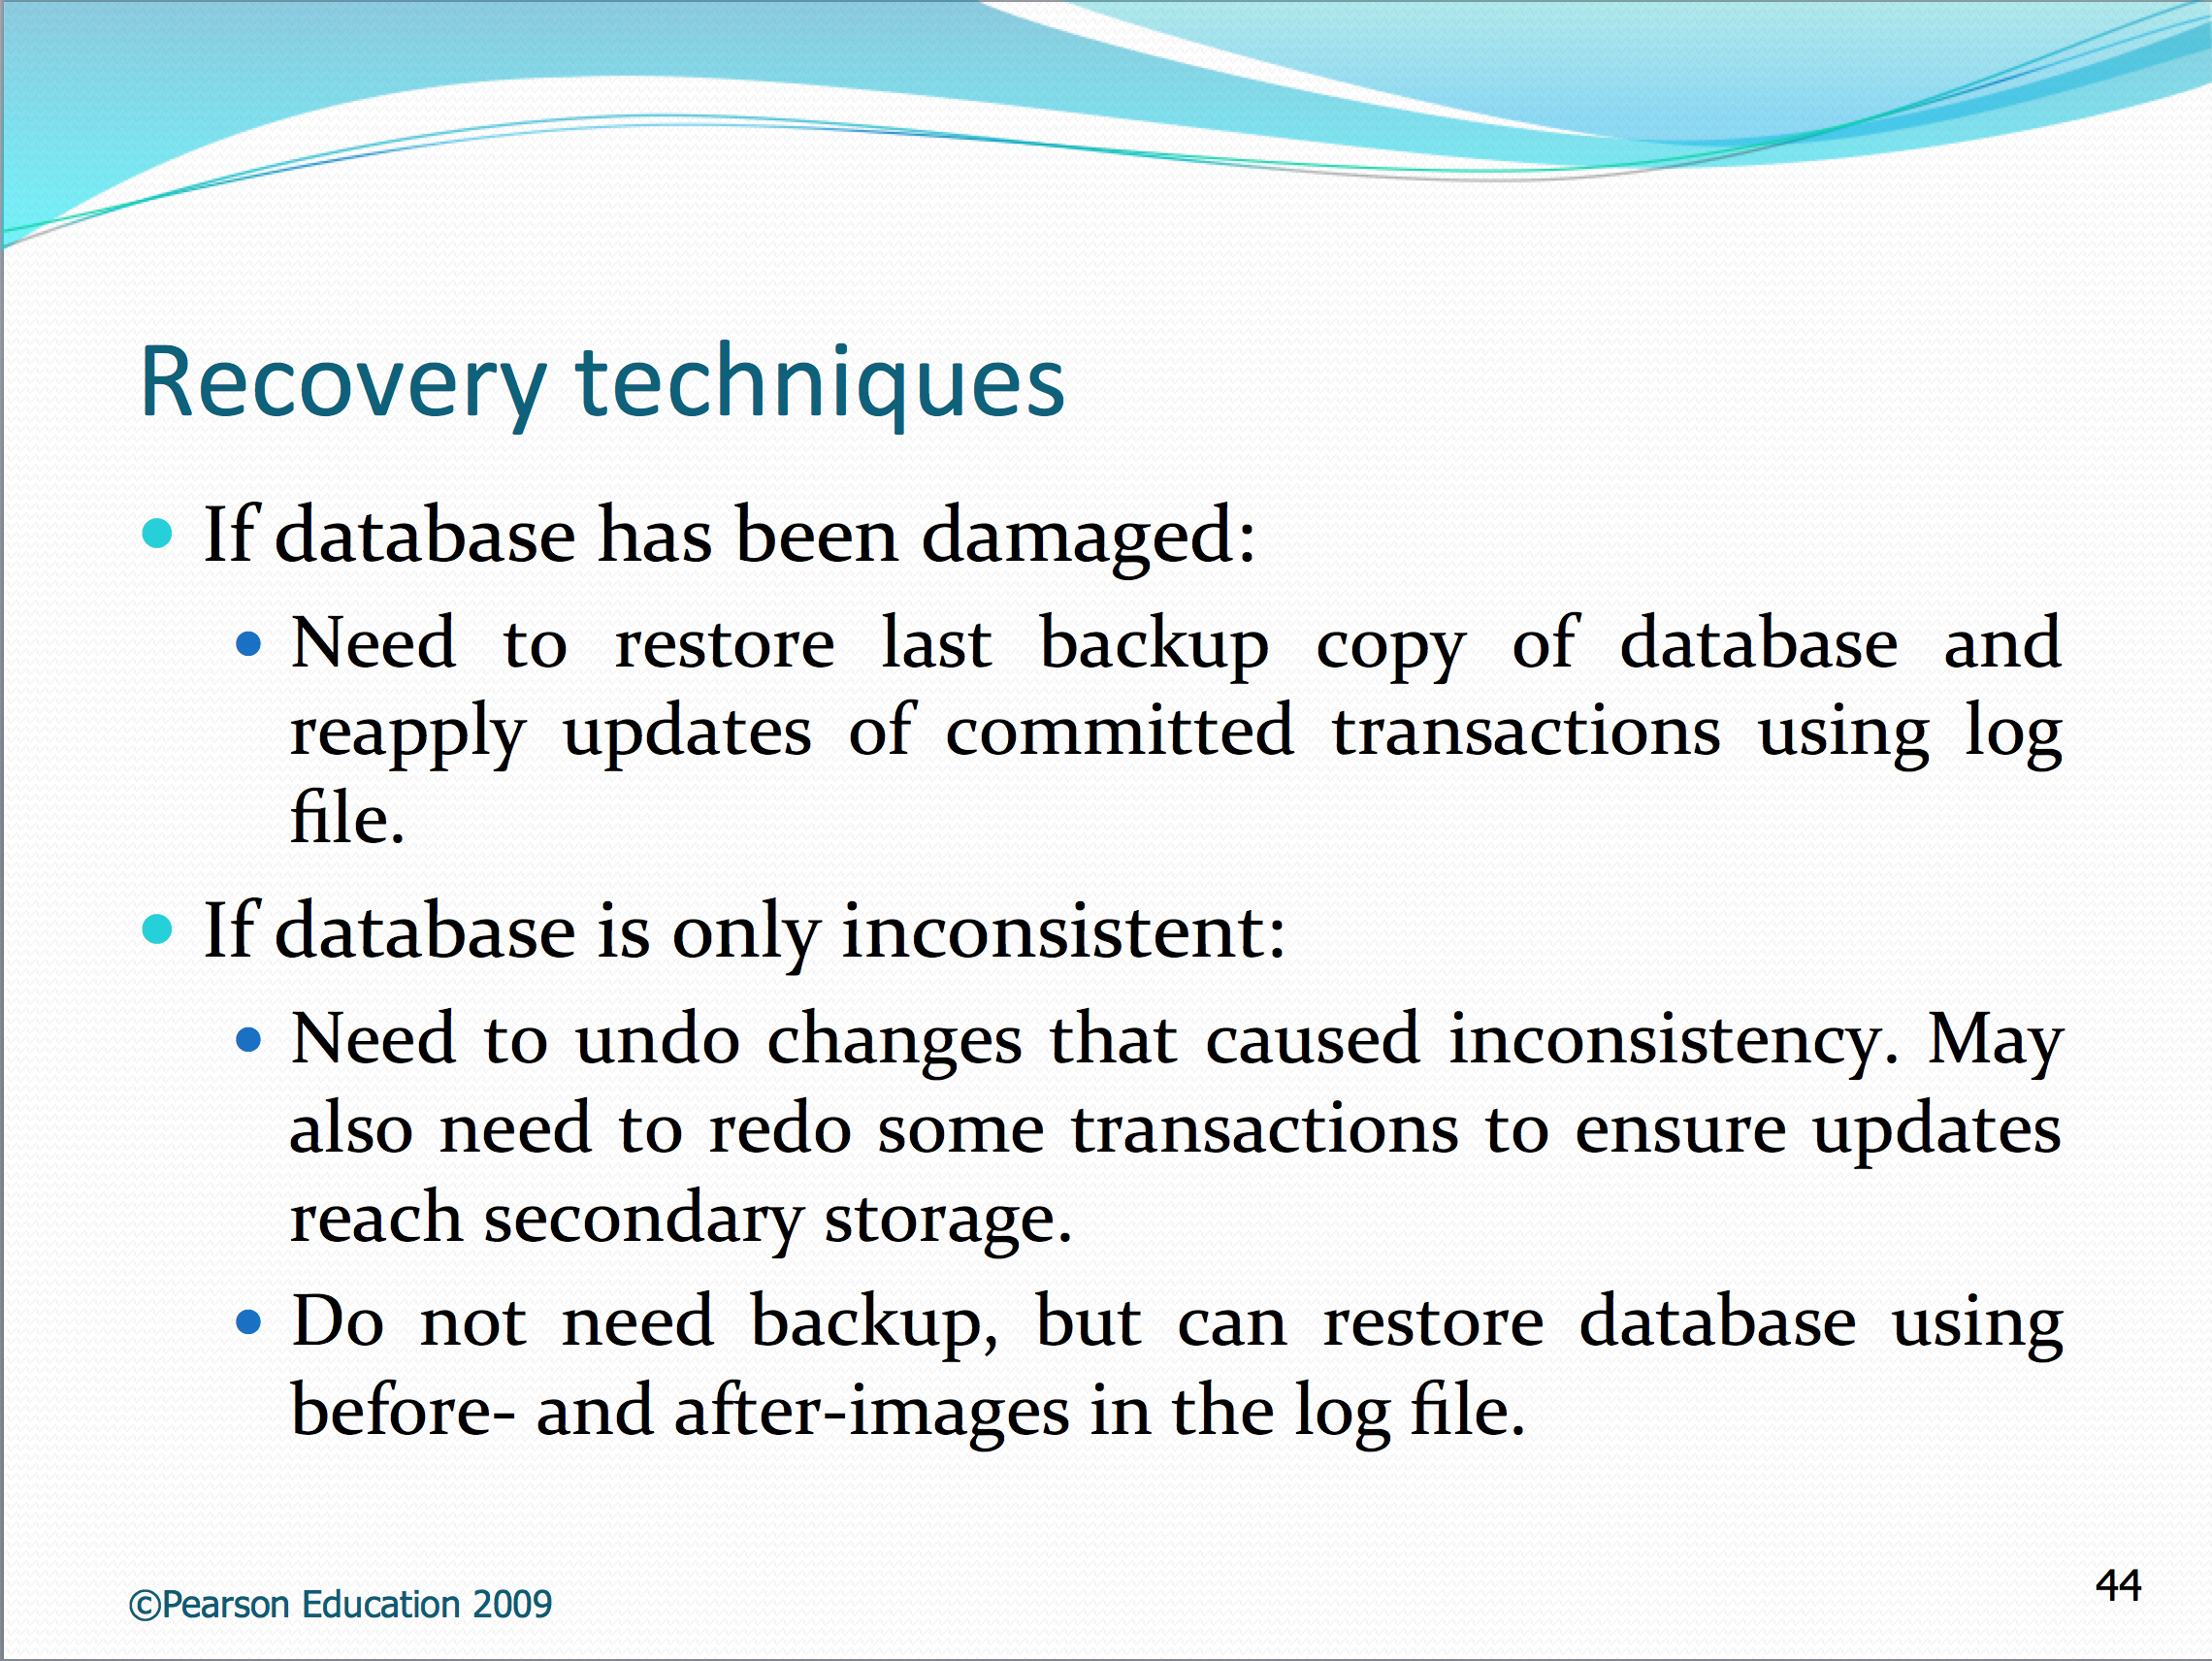 Recovery techniques
• If database has been damaged:
• Need to restore last backup copy of database and
reapply updates of committed transactions using log
file.
• If database is only inconsistent:
• Need to undo changes that caused inconsistency. May
also need to redo some transactions to ensure updates
reach secondary storage.
• Do not need backup, but can restore database using
before- and after-images in the log file.
©Pearson Education 2009
44